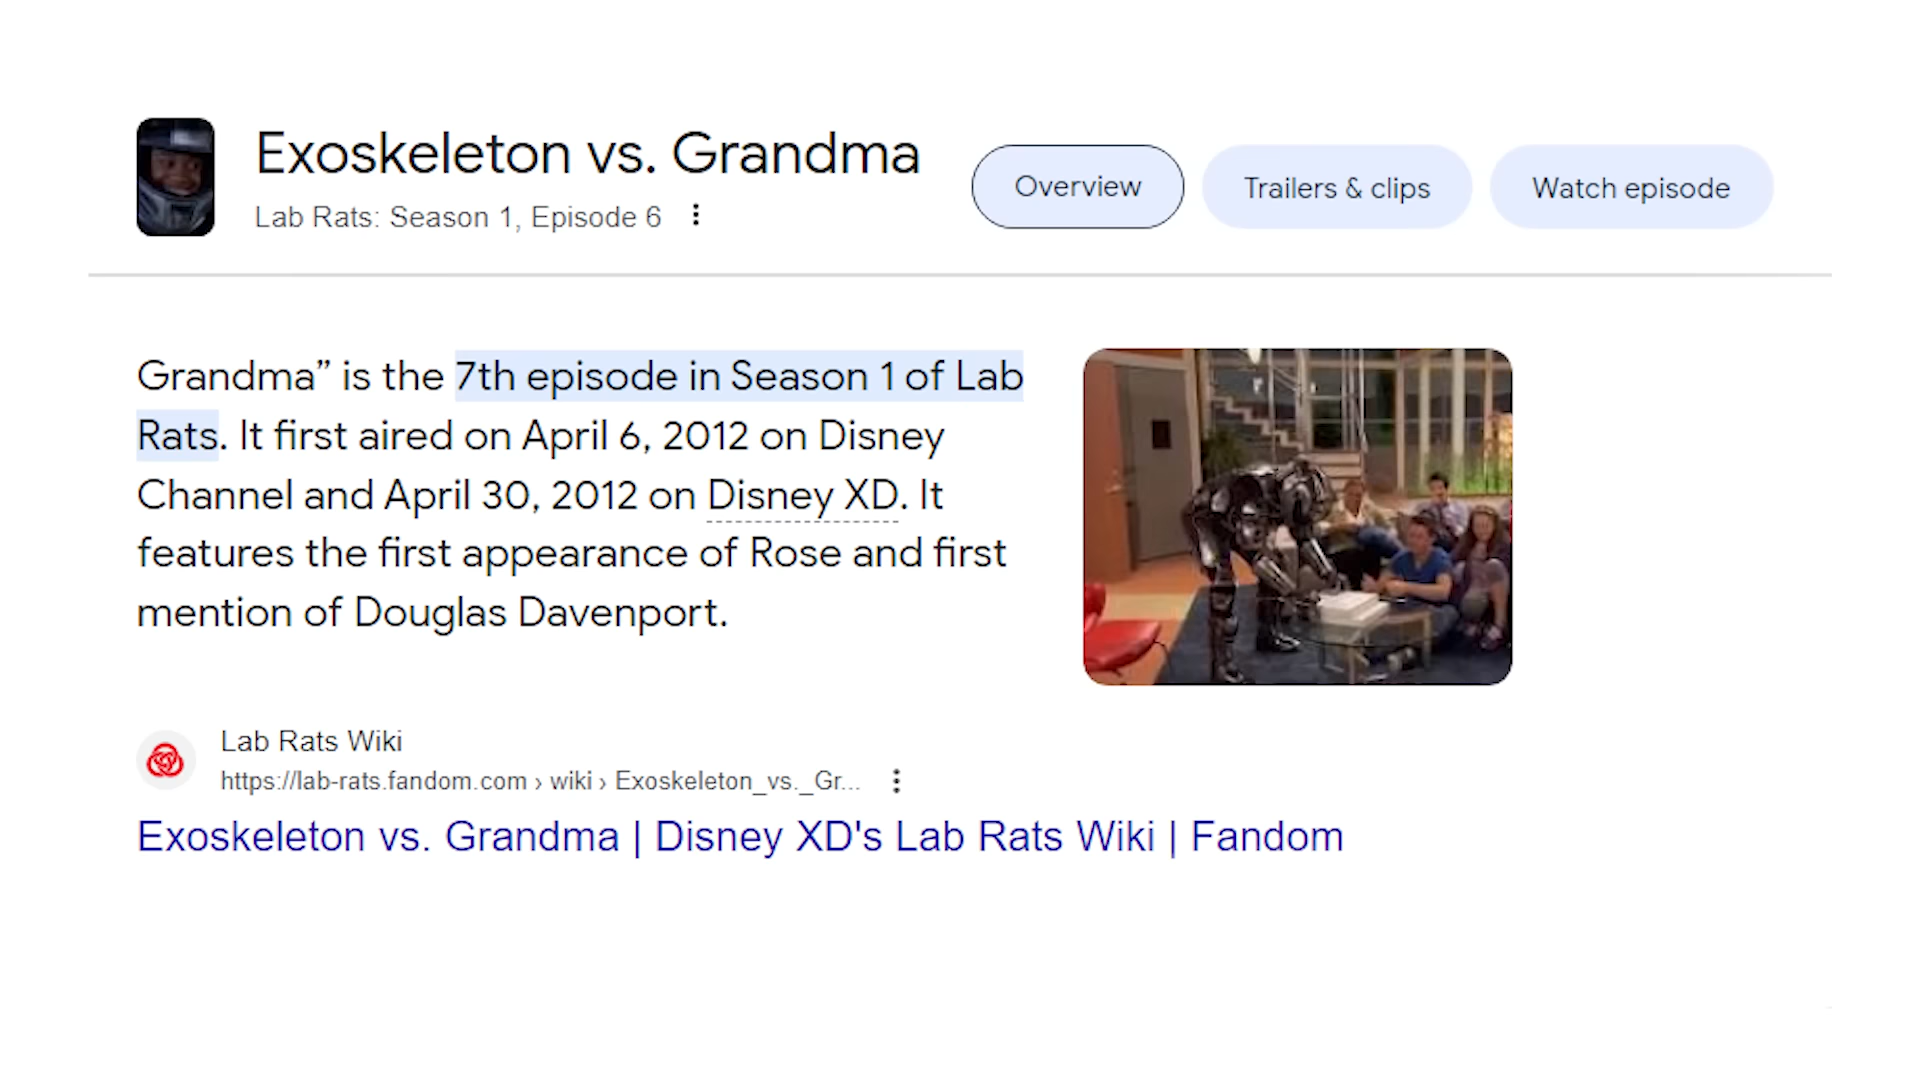 Exoskeleton vs. Grandma
Lab Rats: Season 1, Episode 6
Overview
Trailers & clips
Watch episode
Grandma” is the 7th episode in Season 1 of Lab
Rats. It first aired on April 6, 2012 on Disney
Channel and April 30, 2012 on Disney XD. It
features the first appearance of Rose and first
mention of Douglas Davenport.
Lab Rats Wiki
https://lab-rats.fandom.com › wiki › Exoskeleton_vs._Gr...
Exoskeleton vs. Grandma | Disney XD's Lab Rats Wiki | Fandom